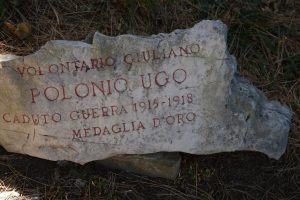 VOLONTARIO GIULIANO
POLONIO UGO
CADUTO GUERRA 1915-1918
MEDAGLIA D'ORO